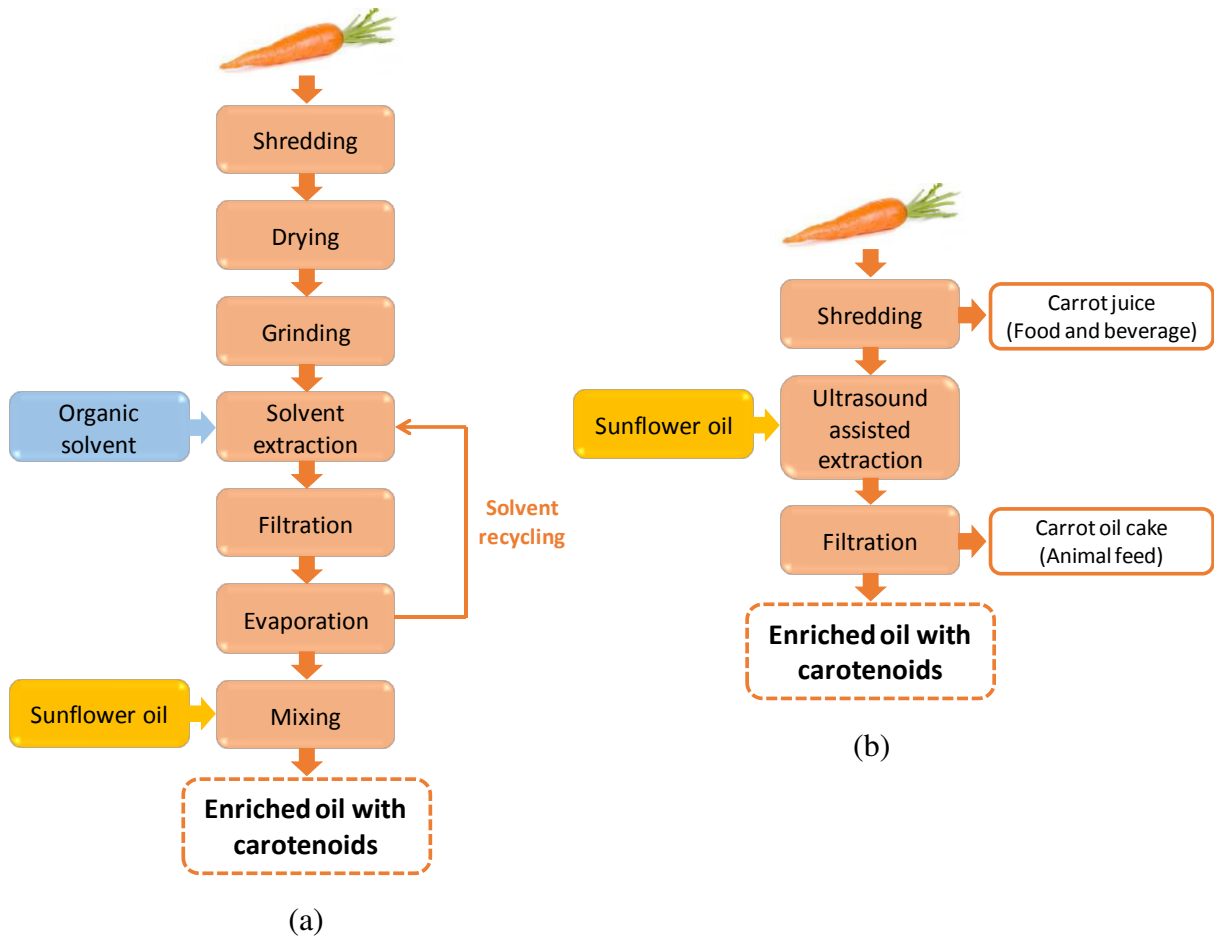 Shredding
Drying
Grinding
Organic
solvent
Solvent
extraction
Filtration
Solvent
recycling
Evaporation
Sunflower oil
Mixing
Enriched oil with
carotenoids
(a)
Shredding
Carrot juice
(Food and beverage)
Sunflower oil
Ultrasound
assisted
extraction
Filtration
Carrot oil cake
(Animal feed)
Enriched oil with
carotenoids
(b)